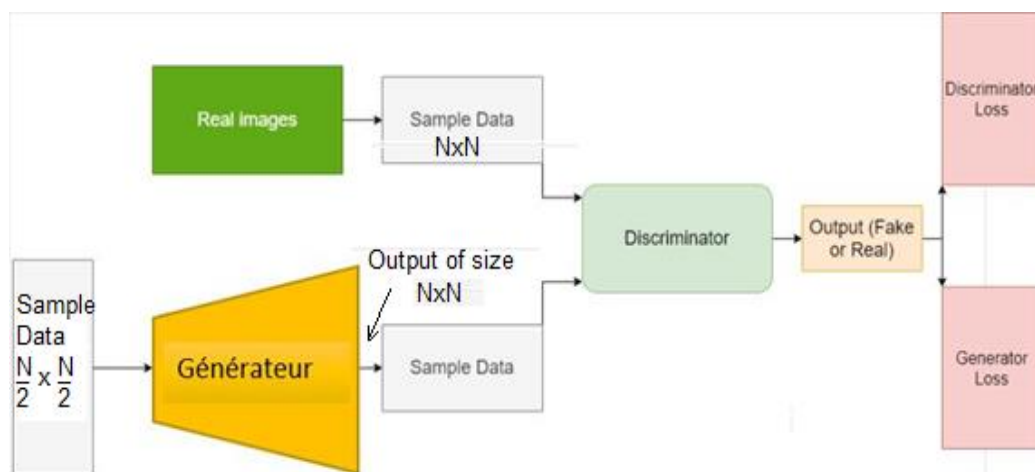 Real images
Sample Data
NxN
Discriminator
Loss
Discriminator
Output (Fake
or Real)
Output of size
NxN
Sample
Data
N/2 x N/2
Générateur
Sample Data
Generator
Loss